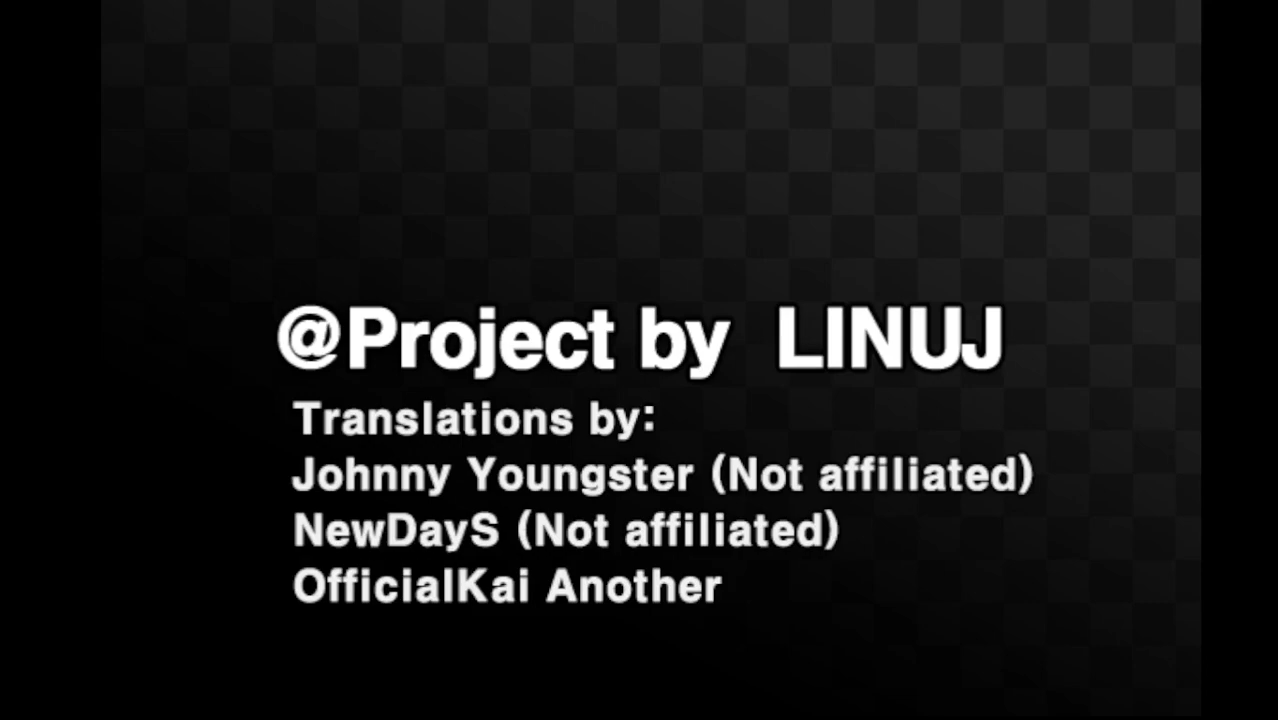 @Project by LINUJ
Translations by:
Johnny Youngster (Not affiliated)
NewDayS (Not affiliated)
OfficialKai Another